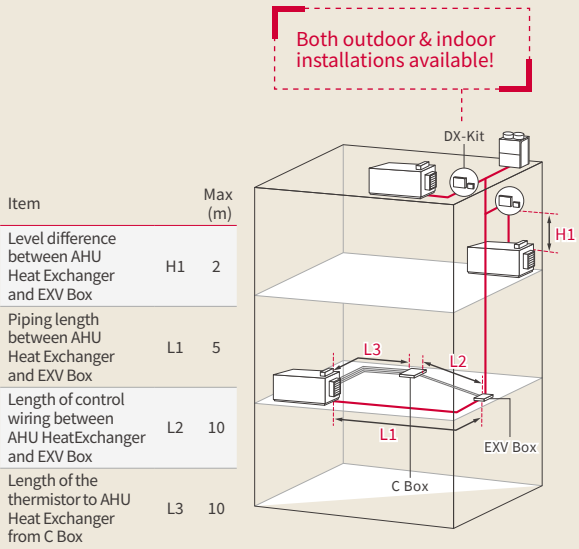 Both outdoor & indoor
installations available!
DX-Kit
Item
Max
(m)
Level difference
between AHU
Heat Exchanger
and EXV Box
H1
2
Piping length
between AHU
Heat Exchanger
and EXV Box
L1
5
Length of control
wiring between
AHU HeatExchanger
and EXV Box
L2
10
Length of the
thermistor to AHU
Heat Exchanger
from C Box
L3
10
H1
L3
L2
L1
EXV Box
C Box